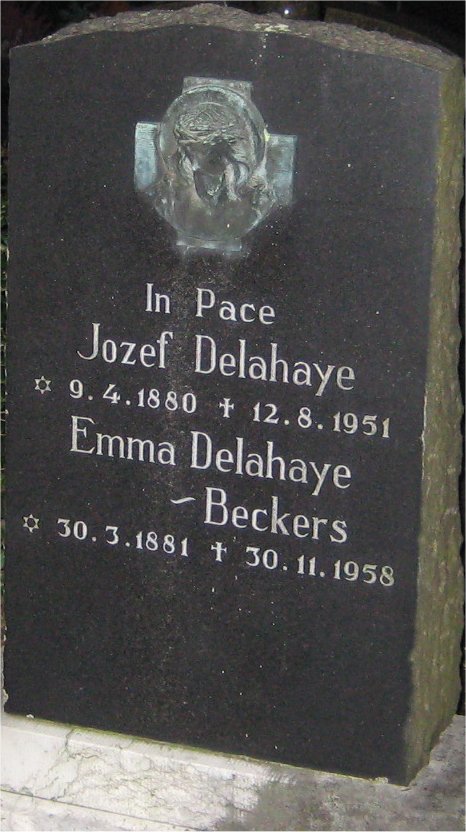 In Pace
Jozef Delahaye
✡ 9.4.1880 ✝ 12.8.1951
Emma Delahaye
~Beckers
✡ 30.3.1881 ✝ 30.11.1958